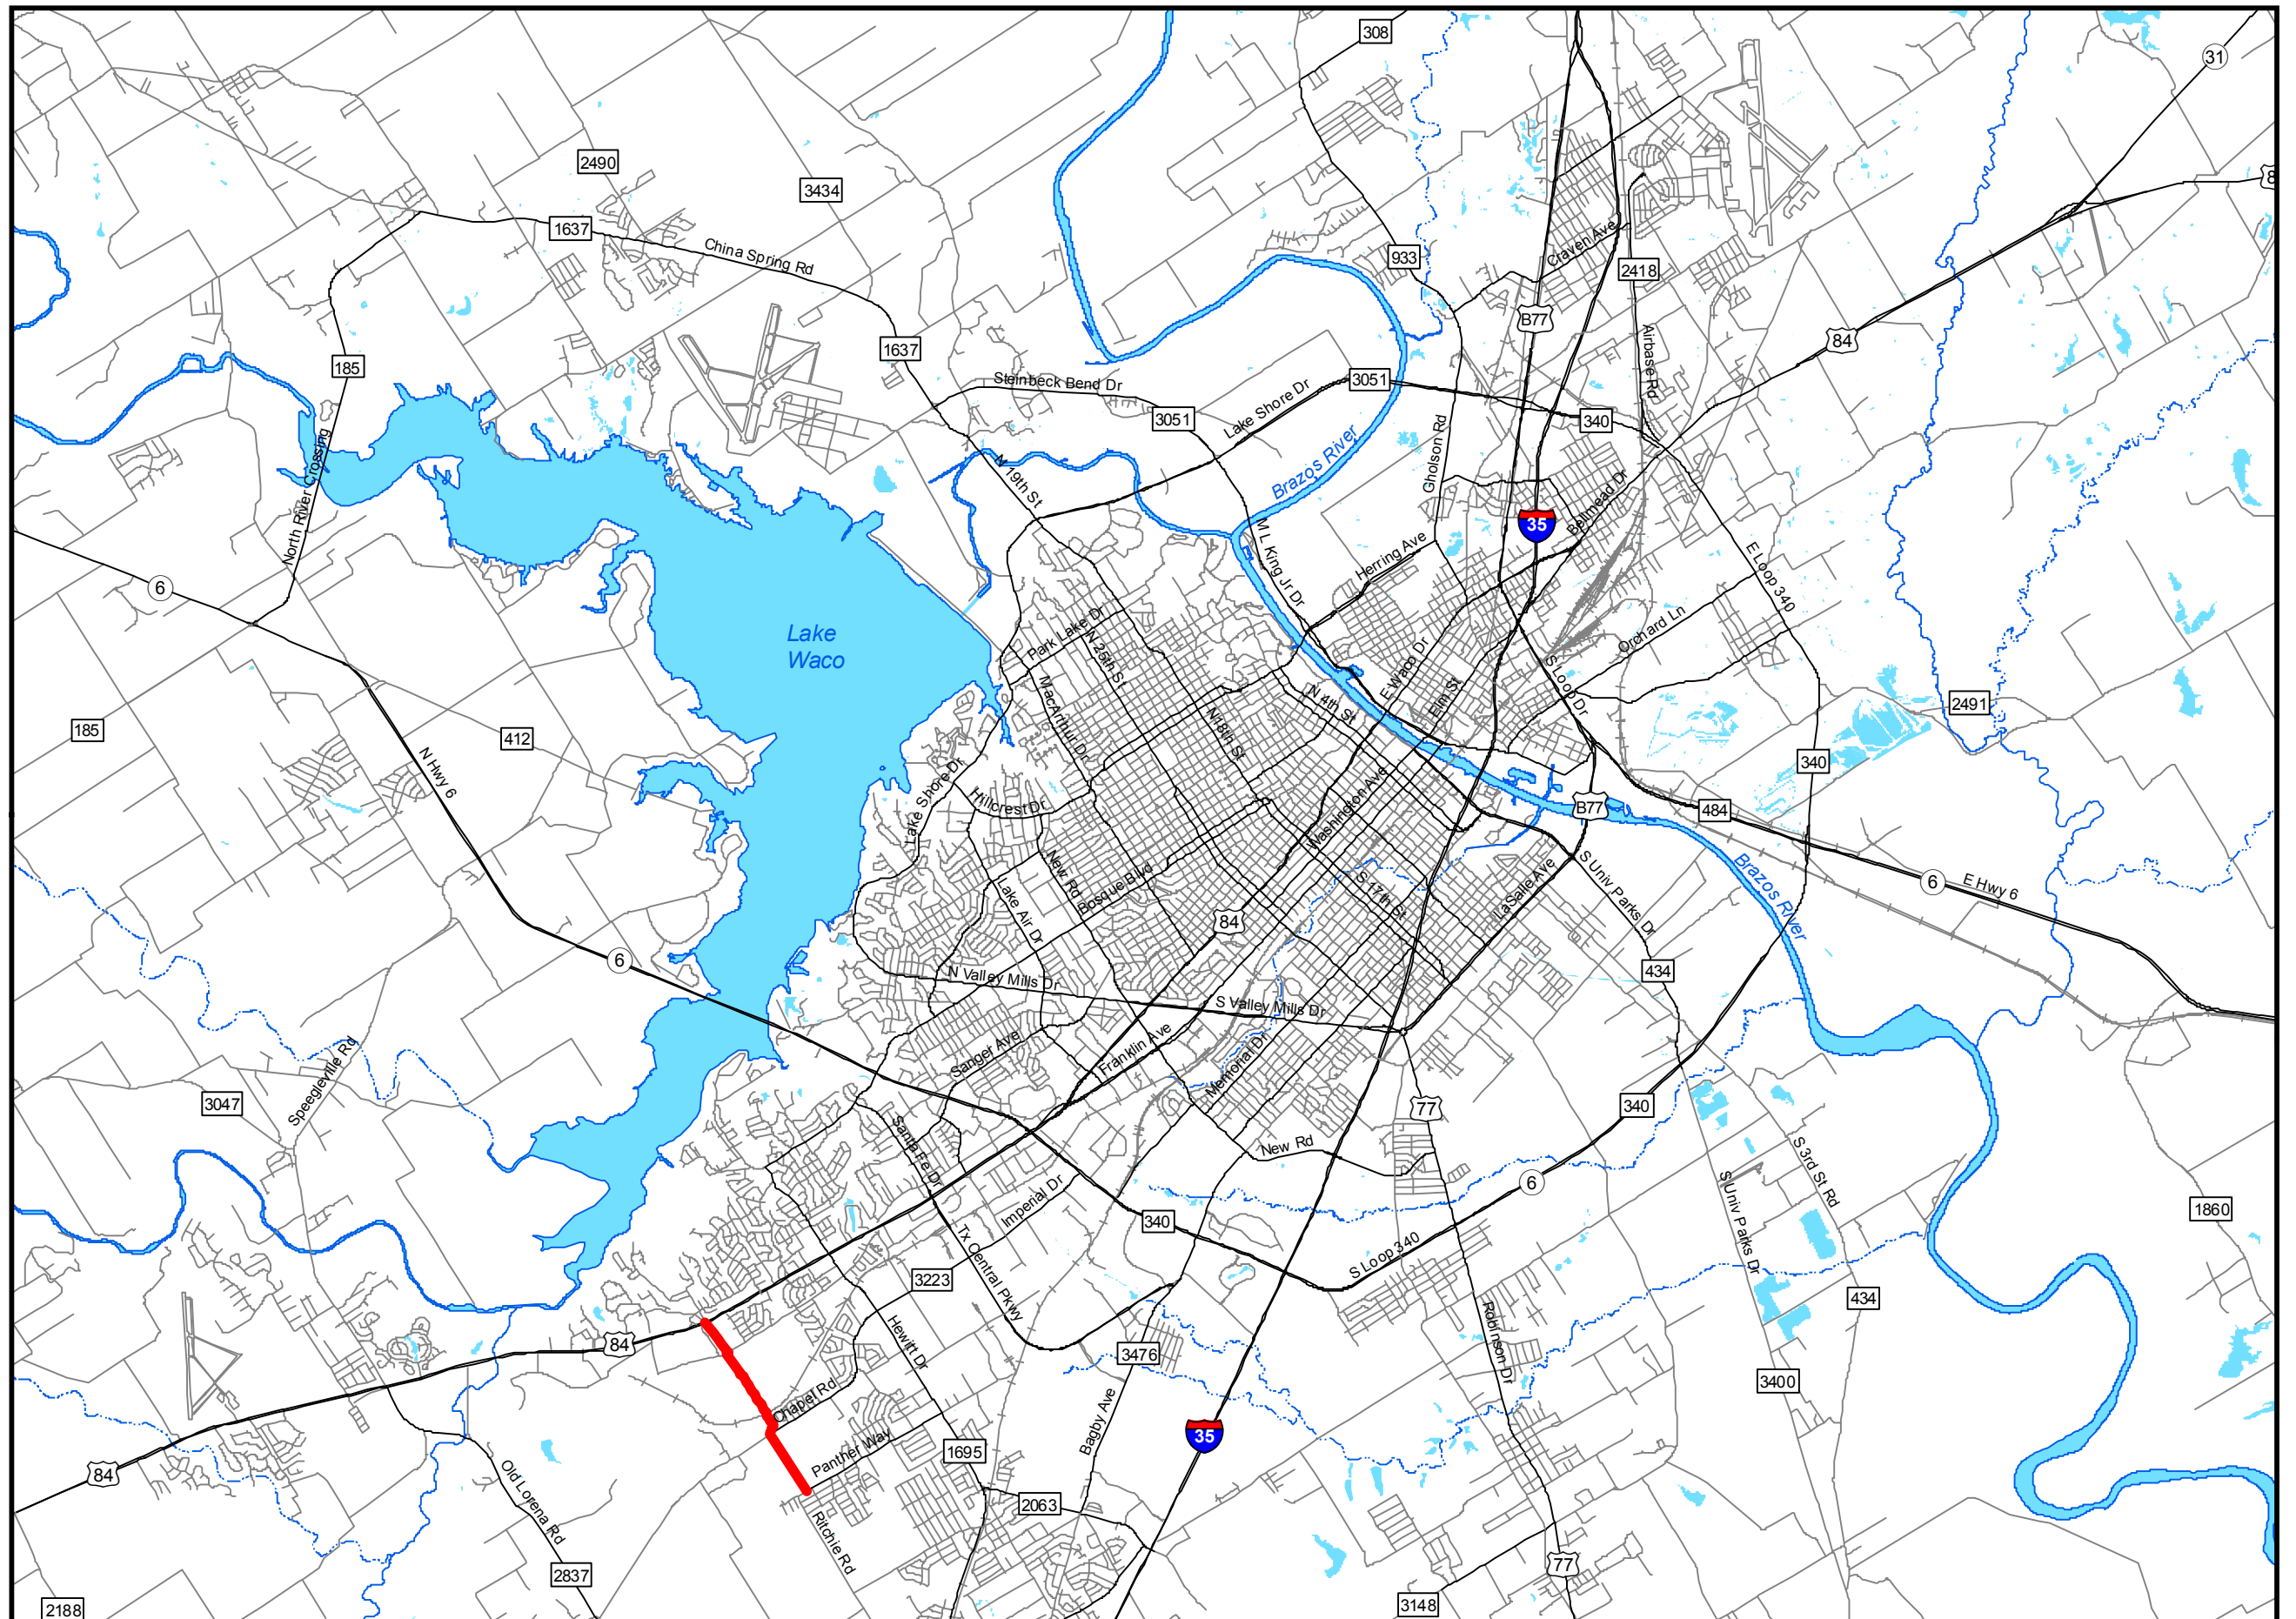 308
31
2490
3434
8
1637
China Spring Rd
933
Craven Ave
2418
B77
84
1637
185
Airbase Rd
Steinbeck Bend Dr
3051
3051
Lake Shore Dr
340
Gholson Rd
N 19th St
North River Crossing
Brazos River
Bellmead Dr
35
M L King Jr Dr
Herring Ave
E Loop 340
6
Lake
Waco
Park Lake Dr
N 25th St
Orchard Ln
E Waco Dr
S Loop Dr
Elm St
N 4th St
MacArthur Dr
N18th St
185
412
2491
N Hwy 6
340
Lake Shore Dr
Hillcrest Dr
Washington Ave
B77
484
New Rd
Bosque Blvd
S 17th St
LaSalle Ave
S Univ Parks Dr
Brazos River
6
E Hwy 6
Lake Air Dr
84
6
N Valley Mills Dr
S Valley Mills Dr
434
Sanger Ave
Franklin Ave
Memorial Dr
Speegleville Rd
3047
77
340
Santa Fe Dr
New Rd
S 3rd St Rd
6
S Univ Parks Dr
Imperial Dr
340
1860
Tx Central Pkwy
S Loop 340
3223
434
Hewitt Dr
Robinson Dr
84
3476
3400
Chapel Rd
Bagby Ave
35
Panther Way
1695
84
Old Lorena Rd
2063
Ritchie Rd
77
2837
2188
3148